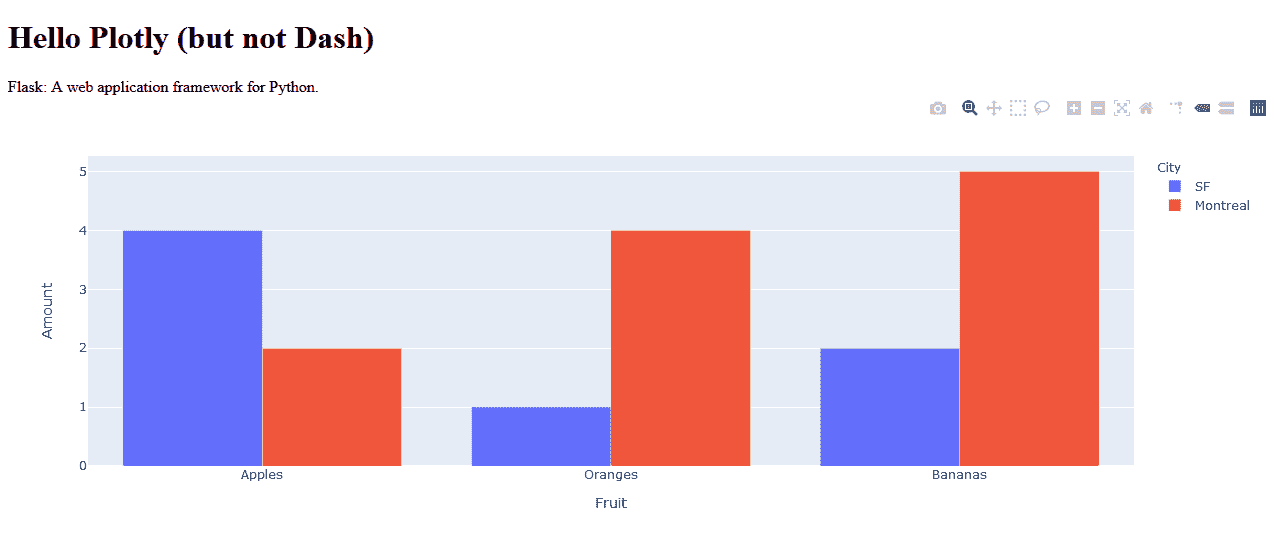 Hello Plotly (but not Dash)
Flask: A web application framework for Python.
City
SF
Montreal
Amount
5
4
3
2
1
0
Apples Oranges Bananas
Fruit